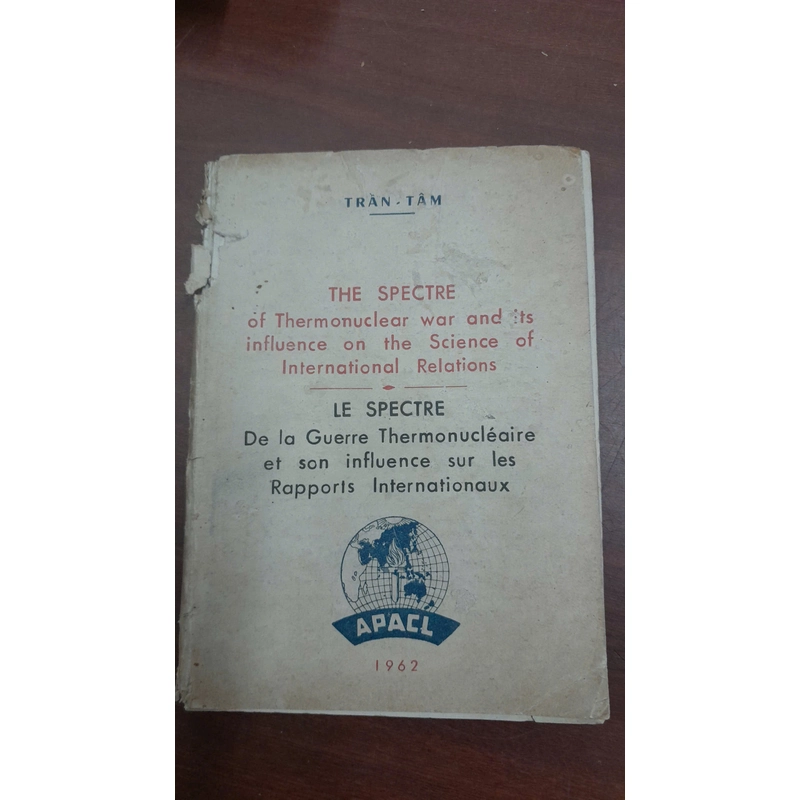 TRẦN - TÂM
THE SPECTRE
of Thermonuclear war and its
influence on the Science of
International Relations
LE SPECTRE
De la Guerre Thermonucléaire
et son influence sur les
Rapports Internationaux
APACL
1962